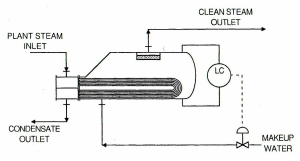 CLEAN STEAM
OUTLET
PLANT STEAM
INLET
LC
CONDENSATE
OUTLET
MAKEUP
WATER